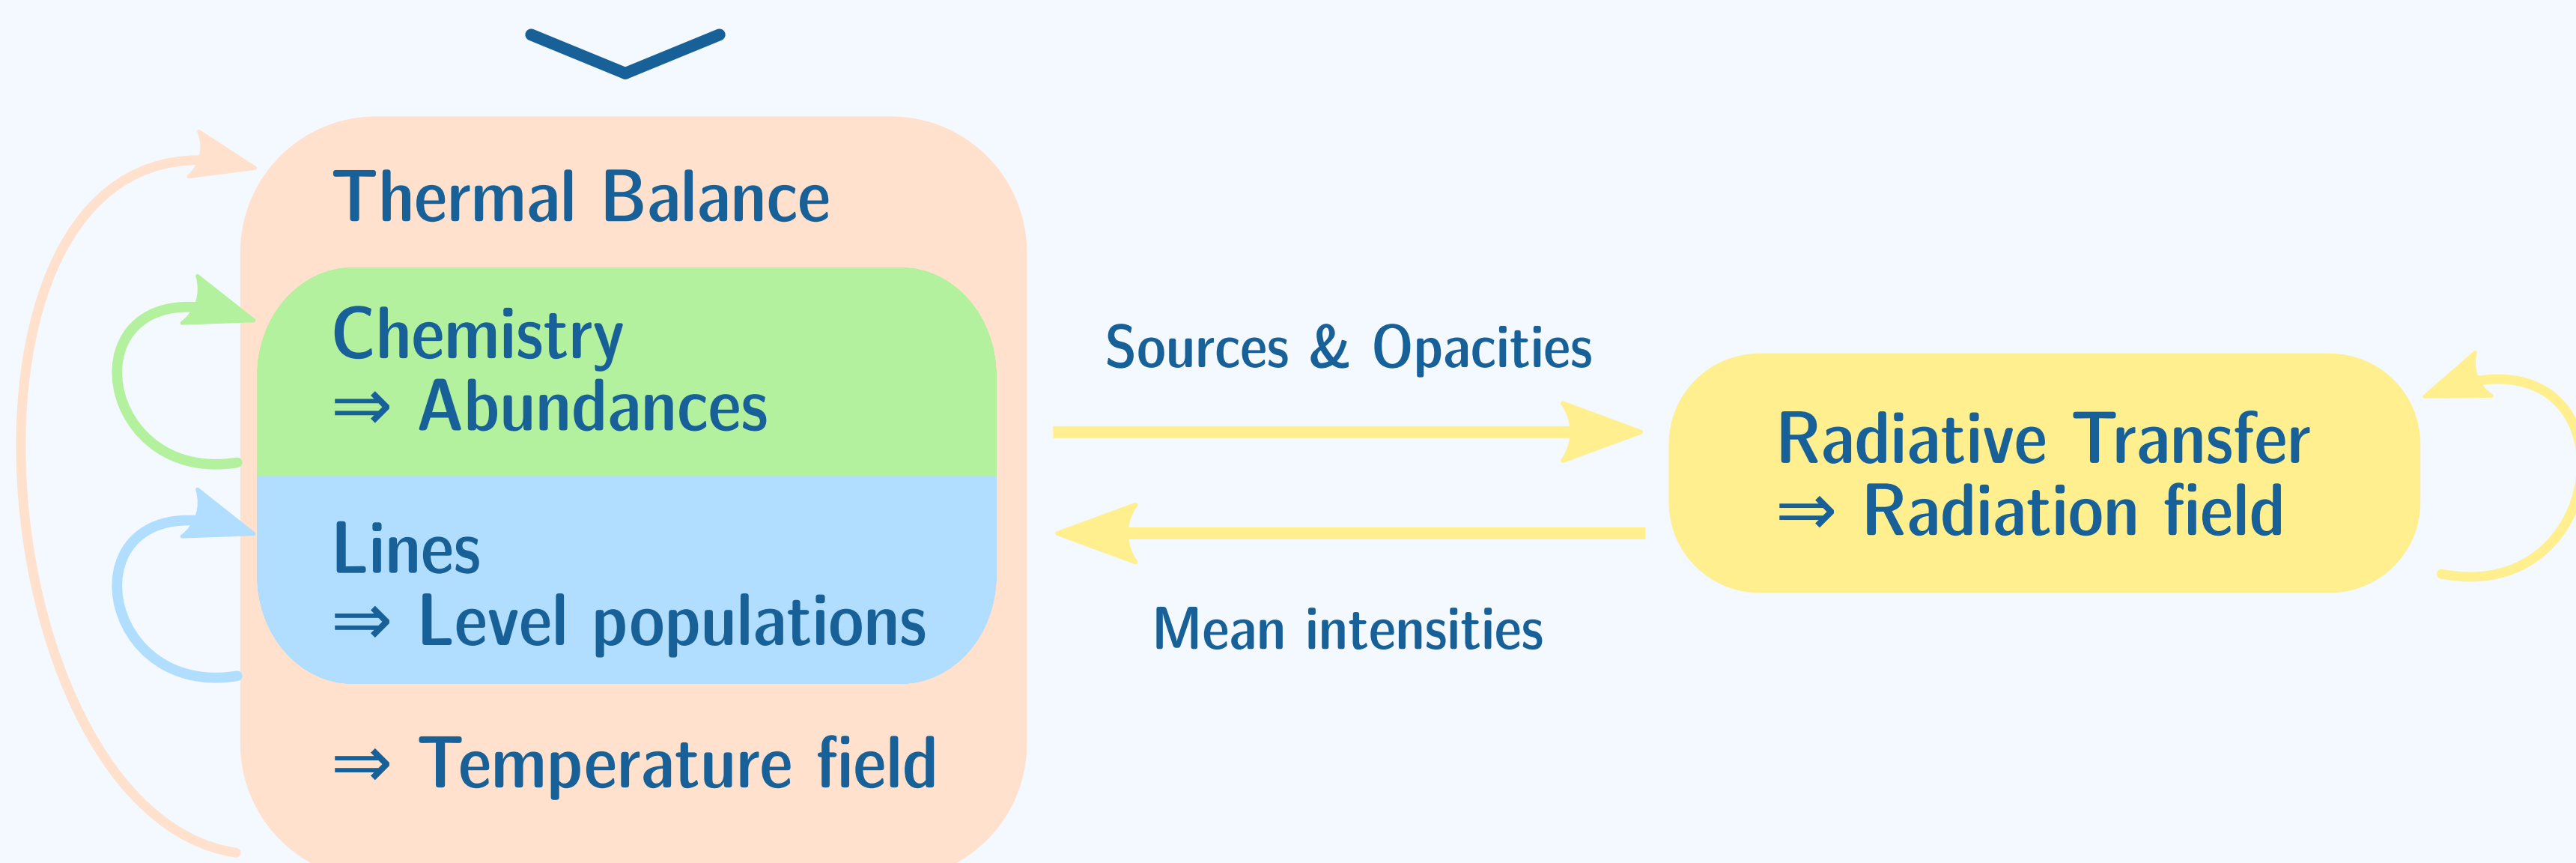 Thermal Balance
Chemistry
⇒ Abundances
Lines
⇒ Level populations
⇒ Temperature field
Sources & Opacities
Mean intensities
Radiative Transfer
⇒ Radiation field